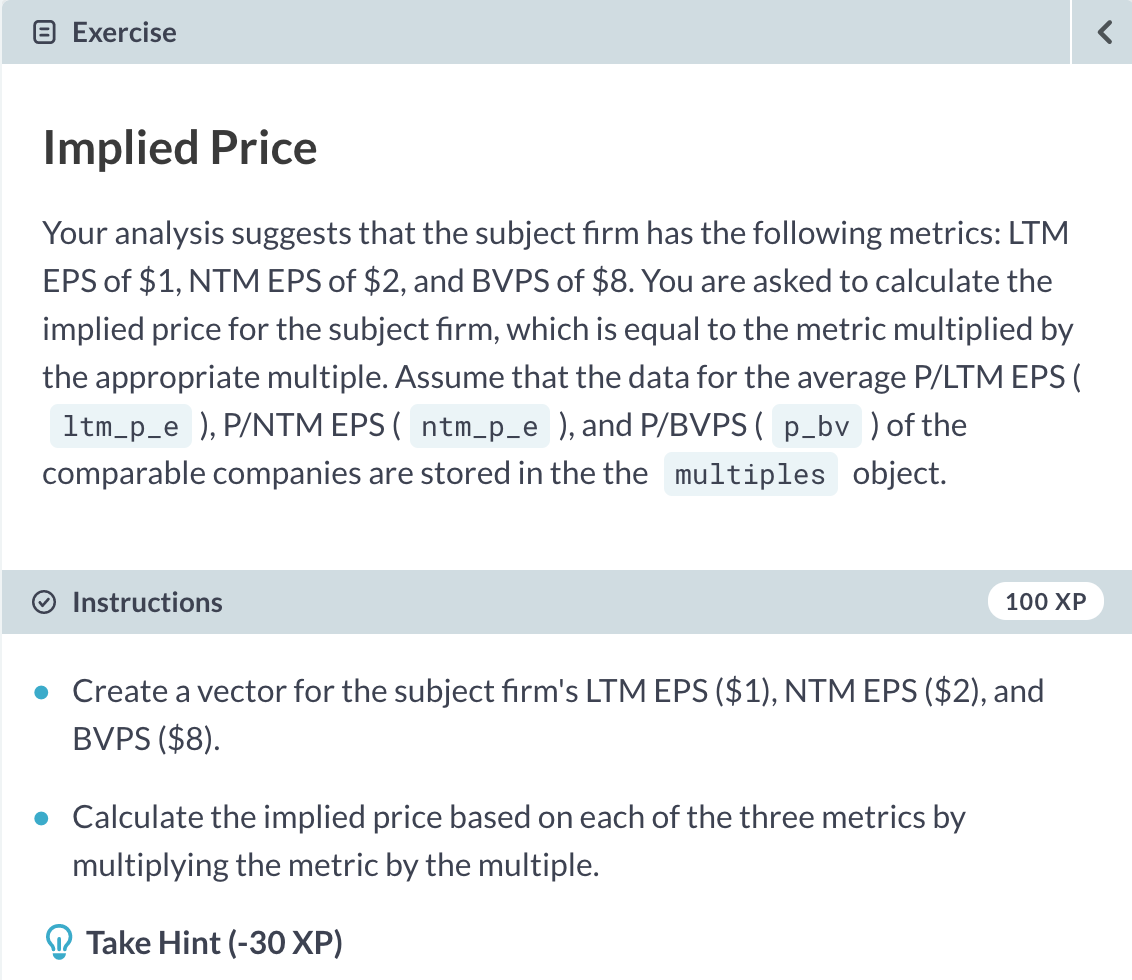 Exercise
Implied Price
Your analysis suggests that the subject firm has the following metrics: LTM
EPS of $1, NTM EPS of $2, and BVPS of $8. You are asked to calculate the
implied price for the subject firm, which is equal to the metric multiplied by
the appropriate multiple. Assume that the data for the average P/LTM EPS (
ltm_p_e ), P/NTM EPS ( ntm_p_e ), and P/BVPS ( p_bv ) of the
comparable companies are stored in the the multiples object.
Instructions
100 XP
Create a vector for the subject firm's LTM EPS ($1), NTM EPS ($2), and
BVPS ($8).
Calculate the implied price based on each of the three metrics by
multiplying the metric by the multiple.
Take Hint (-30 XP)